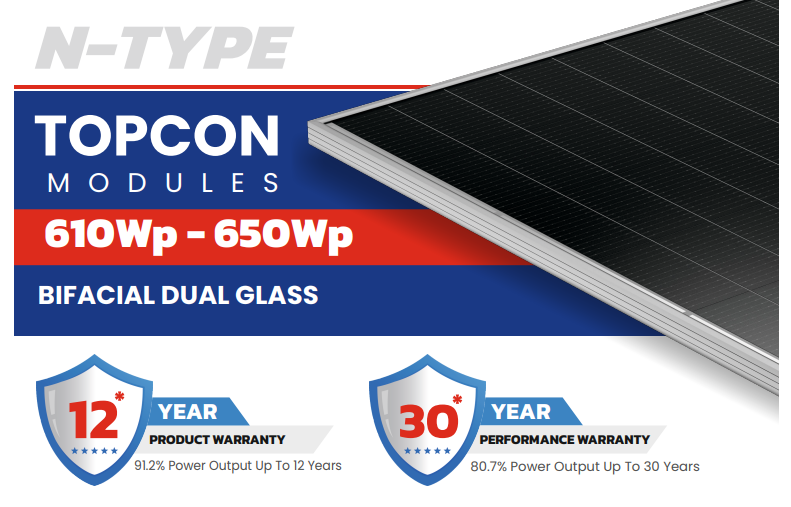 N-TYPE
TOPCON
MODULES
610Wp - 650Wp
BIFACIAL DUAL GLASS
12* YEAR
PRODUCT WARRANTY
91.2% Power Output Up To 12 Years
30* YEAR
PERFORMANCE WARRANTY
80.7% Power Output Up To 30 Years